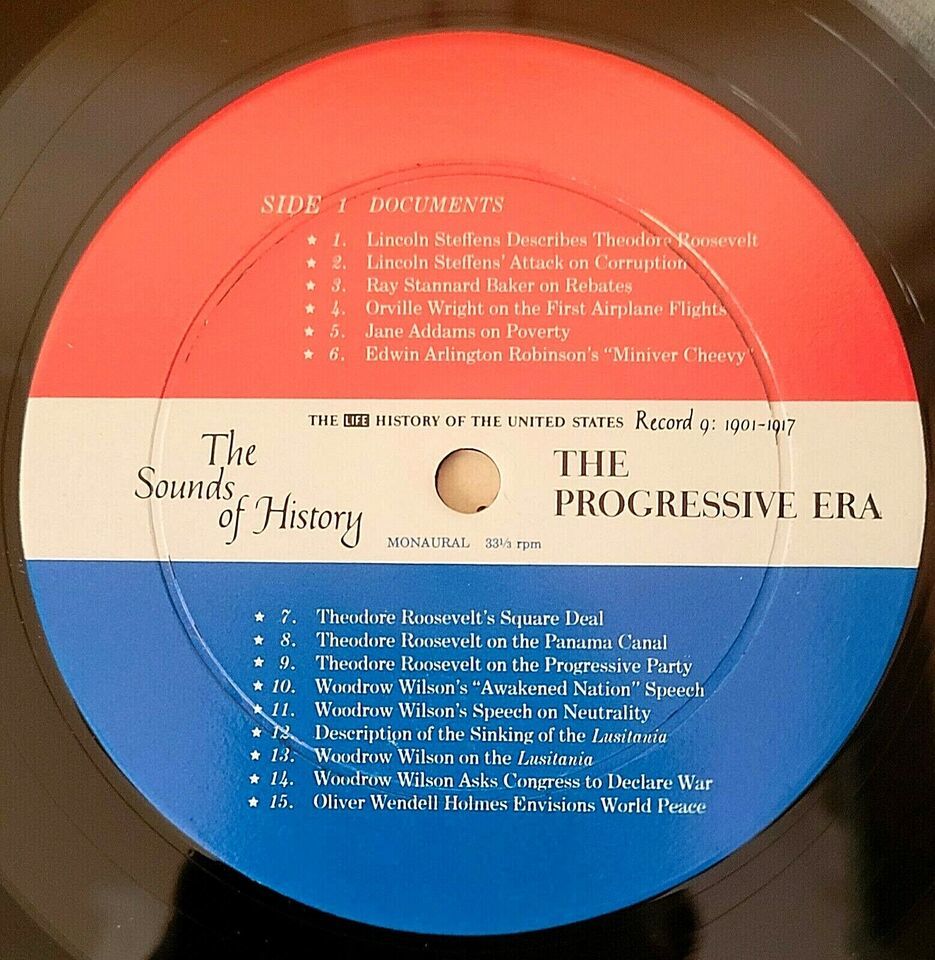 SIDE 1 DOCUMENTS
★ 1. Lincoln Steffens Describes Theodore Roosevelt
★ 2. Lincoln Steffens' Attack on Corruption
★ 3. Ray Stannard Baker on Rebates
★ 4. Orville Wright on the First Airplane Flights
★ 5. Jane Addams on Poverty
★ 6. Edwin Arlington Robinson's "Miniver Cheevy"
THE LIFE HISTORY OF THE UNITED STATES Record 9: 1901-1917
The
Sounds
of History
THE
PROGRESSIVE ERA
MONAURAL 33⅓ rpm
★ 7. Theodore Roosevelt's Square Deal
★ 8. Theodore Roosevelt on the Panama Canal
★ 9. Theodore Roosevelt on the Progressive Party
★ 10. Woodrow Wilson's "Awakened Nation" Speech
★ 11. Woodrow Wilson's Speech on Neutrality
★ 12. Description of the Sinking of the Lusitania
★ 13. Woodrow Wilson on the Lusitania
★ 14. Woodrow Wilson Asks Congress to Declare War
★ 15. Oliver Wendell Holmes Envisions World Peace